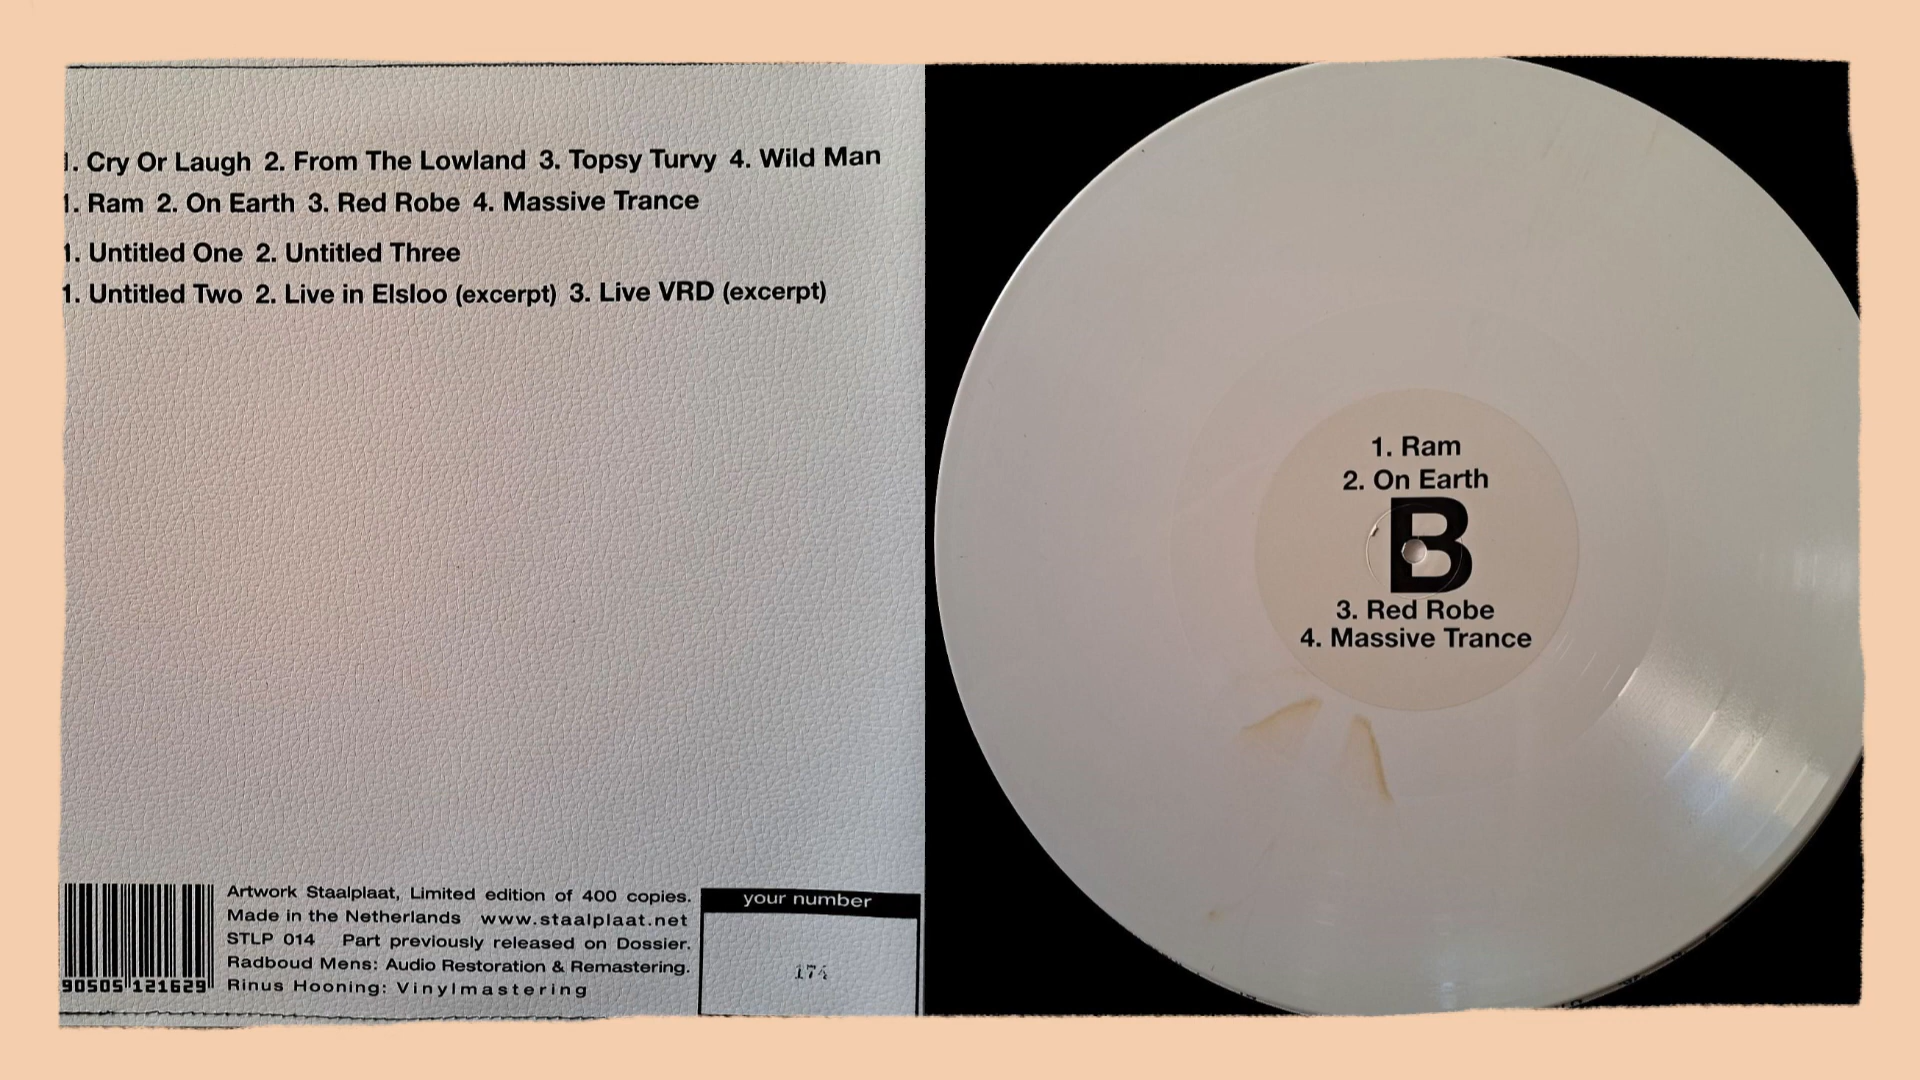 1. Cry Or Laugh 2. From The Lowland 3. Topsy Turvy 4. Wild Man
1. Ram 2. On Earth 3. Red Robe 4. Massive Trance
1. Untitled One 2. Untitled Three
1. Untitled Two 2. Live in Elsloo (excerpt) 3. Live VRD (excerpt)
Artwork Staalplaat, Limited edition of 400 copies.
Made in the Netherlands www.staalplaat.net
STLP 014 Part previously released on Dossier.
Radboud Mens: Audio Restoration & Remastering.
Rinus Hooning: Vinylmastering
90505 121629
your number
174
1. Ram
2. On Earth
B
3. Red Robe
4. Massive Trance